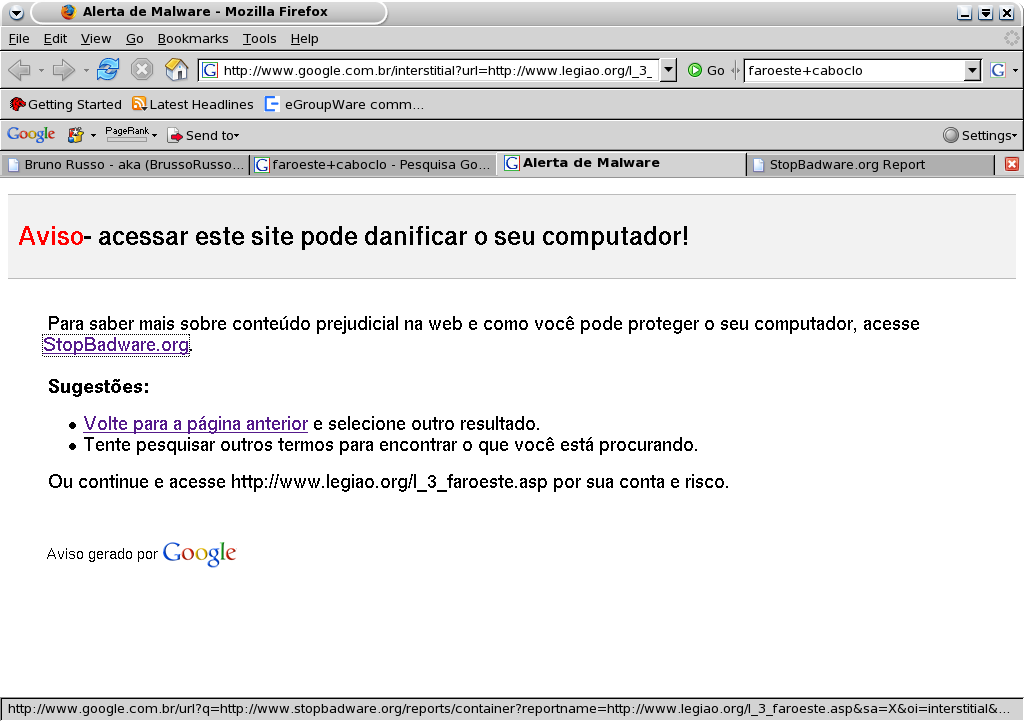 Alerta de Malware - Mozilla Firefox
File Edit View Go Bookmarks Tools Help
http://www.google.com.br/interstitial?url=http://www.legiao.org/l_3_ Go faroeste+caboclo G
Getting Started Latest Headlines eGroupWare comm...
Google PageRank Send to Settings
Bruno Russo - aka (BrussoRusso... faroeste+caboclo - Pesquisa Go... Alerta de Malware StopBadware.org Report
Aviso- acessar este site pode danificar o seu computador!
Para saber mais sobre conteúdo prejudicial na web e como você pode proteger o seu computador, acesse
StopBadware.org.
Sugestões:
• Volte para a página anterior e selecione outro resultado.
• Tente pesquisar outros termos para encontrar o que você está procurando.
Ou continue e acesse http://www.legiao.org/l_3_faroeste.asp por sua conta e risco.
Aviso gerado por Google
http://www.google.com.br/url?q=http://www.stopbadware.org/reports/container?reportname=http://www.legiao.org/l_3_faroeste.asp&sa=X&oi=interstitial&...